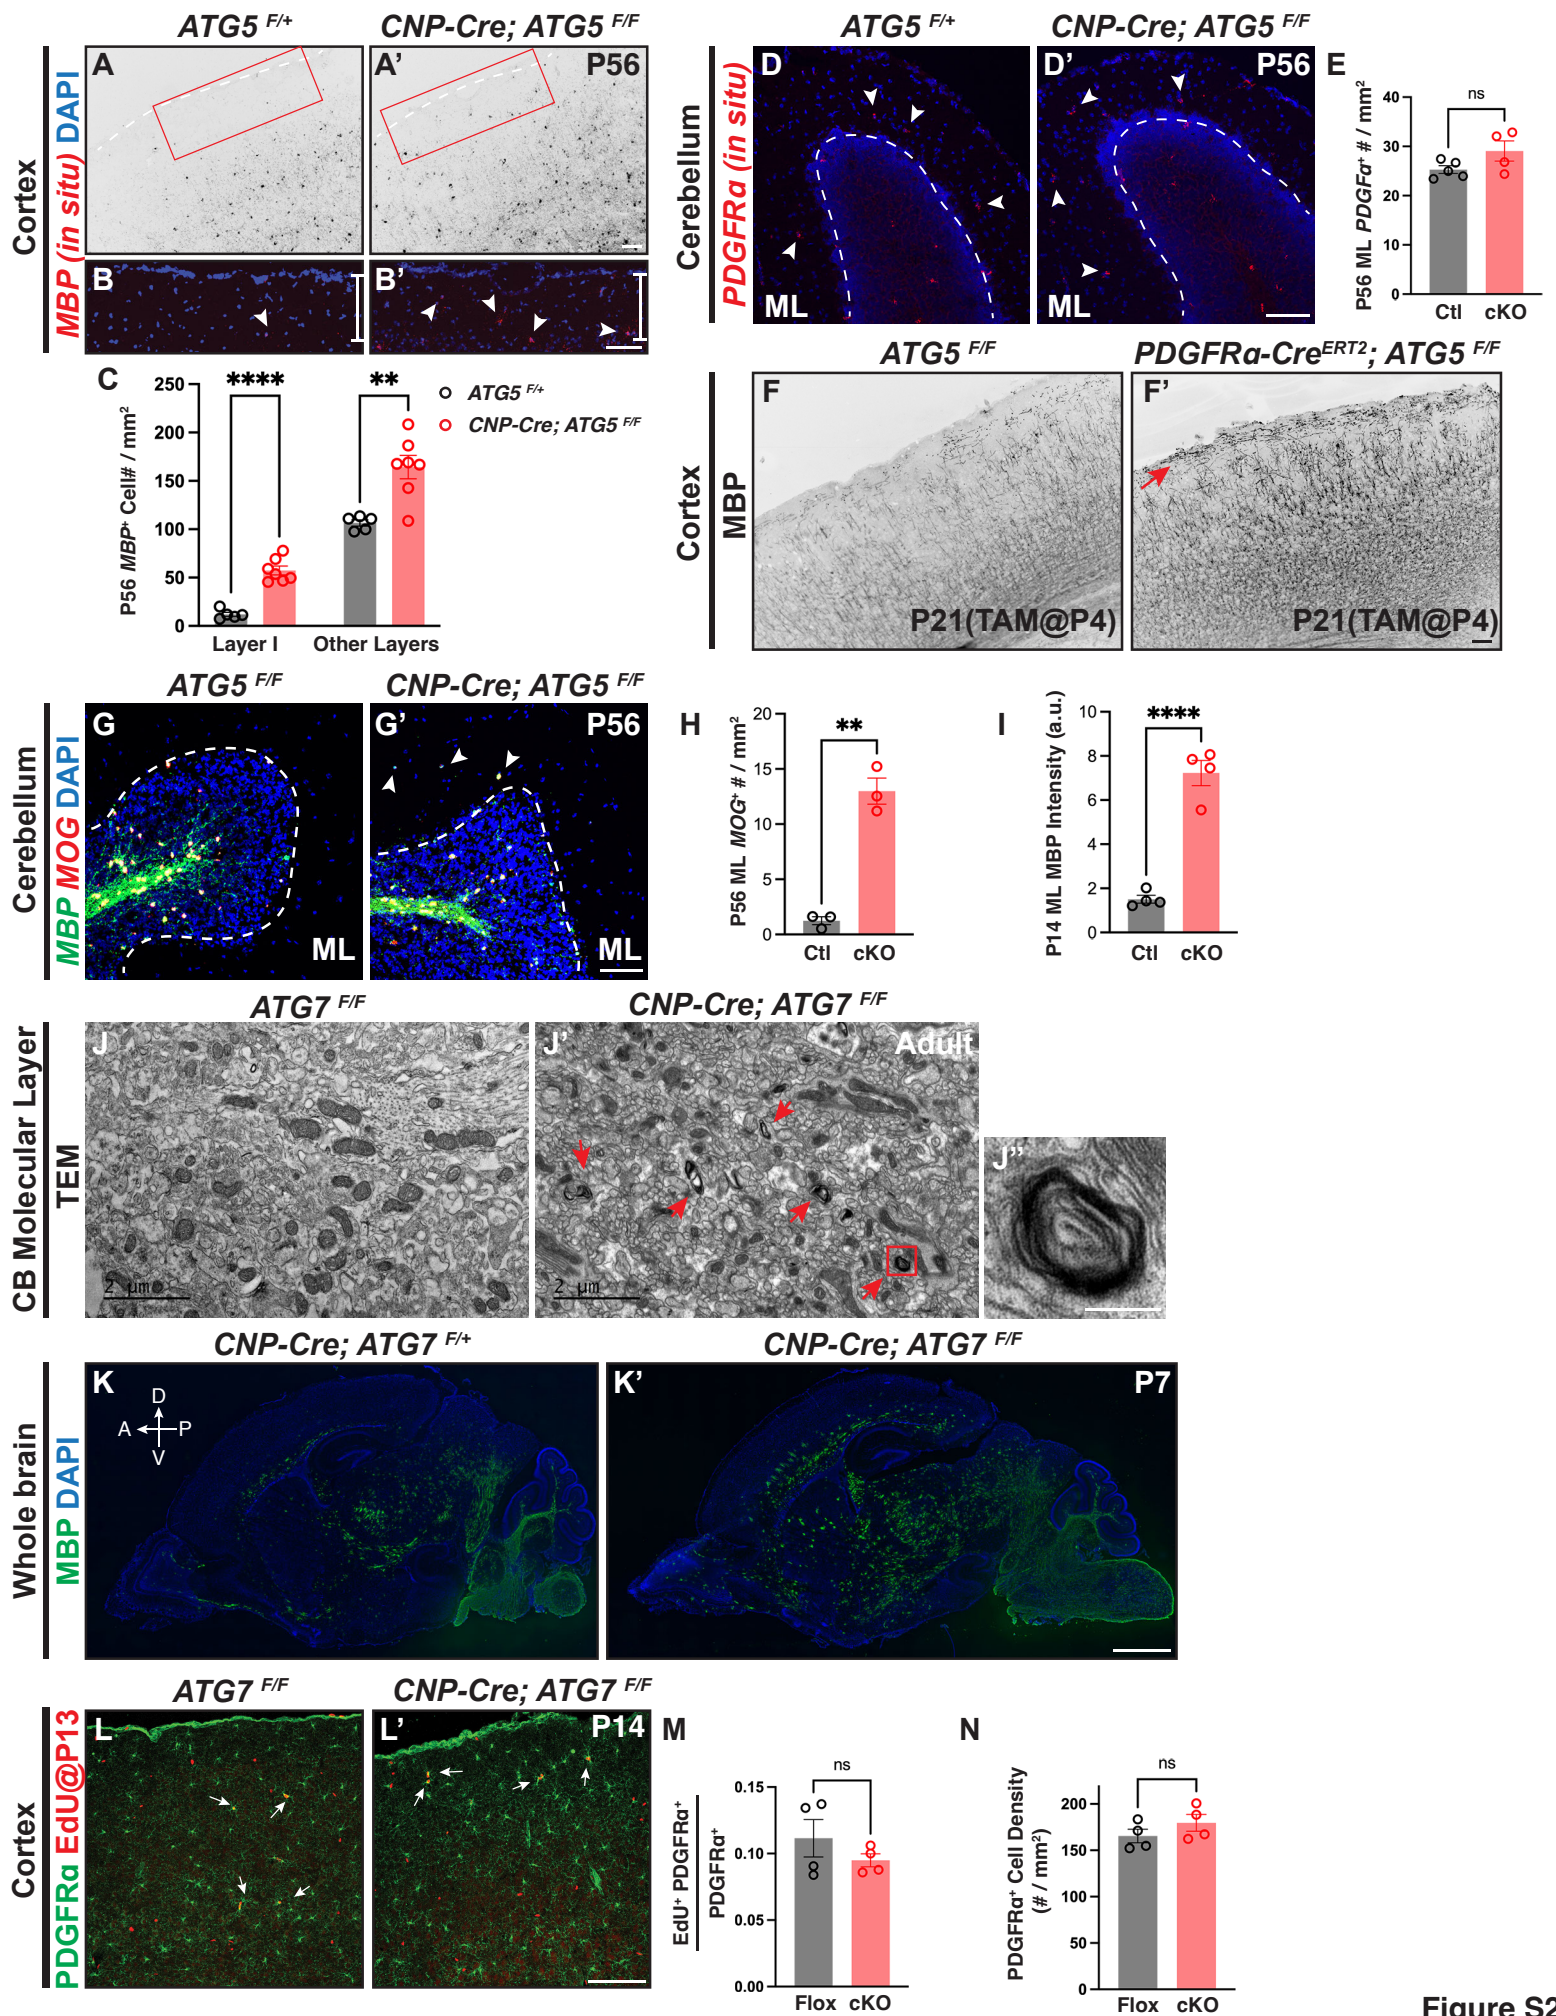 ATG5 F/+
CNP-Cre; ATG5 F/F
Cortex
MBP (in situ) DAPI
A
A'
P56
B
B'
C
P56 MBP+ Cell# / mm2
250
200
150
100
50
0
****
**
ATG5 F/+
CNP-Cre; ATG5 F/F
Layer I
Other Layers
ATG5 F/+
CNP-Cre; ATG5 F/F
Cerebellum
PDGFRα (in situ)
D
ML
D'
P56
ML
E
P56 ML PDGFα+ # / mm2
40
30
20
10
0
ns
Ctl cKO
ATG5 F/F
PDGFRα-CreERT2; ATG5 F/F
Cortex
MBP
F
P21(TAM@P4)
F'
P21(TAM@P4)
ATG5 F/F
CNP-Cre; ATG5 F/F
Cerebellum
MBP MOG DAPI
G
ML
G'
P56
ML
H
P56 ML MOG+ # / mm2
20
15
10
5
0
**
Ctl cKO
I
P14 ML MBP Intensity (a.u.)
10
8
6
4
2
0
****
Ctl cKO
ATG7 F/F
CNP-Cre; ATG7 F/F
CB Molecular Layer
TEM
J
2 µm
J'
Adult
2 µm
J"
CNP-Cre; ATG7 F/+
CNP-Cre; ATG7 F/F
Whole brain
MBP DAPI
K
D
A P
V
K'
P7
ATG7 F/F
CNP-Cre; ATG7 F/F
Cortex
PDGFRα EdU@P13
L
L'
P14
M
EdU+ PDGFRα+
PDGFRα+
0.15
0.10
0.05
0.00
ns
Flox cKO
N
PDGFRα+ Cell Density
(# / mm2)
200
150
100
50
0
ns
Flox cKO
Figure S2